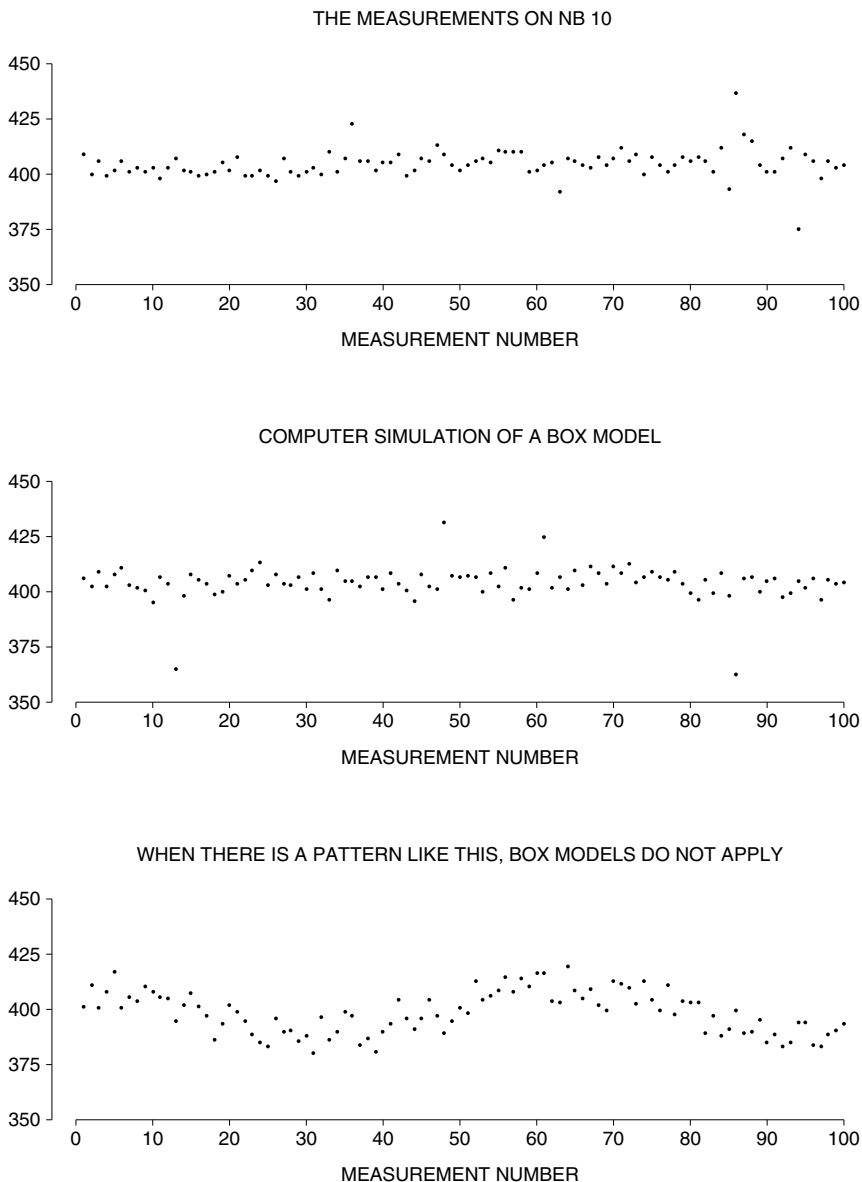 THE MEASUREMENTS ON NB 10
450
425
400
375
350
0 10 20 30 40 50 60 70 80 90 100
MEASUREMENT NUMBER
COMPUTER SIMULATION OF A BOX MODEL
450
425
400
375
350
0 10 20 30 40 50 60 70 80 90 100
MEASUREMENT NUMBER
WHEN THERE IS A PATTERN LIKE THIS, BOX MODELS DO NOT APPLY
450
425
400
375
350
0 10 20 30 40 50 60 70 80 90 100
MEASUREMENT NUMBER